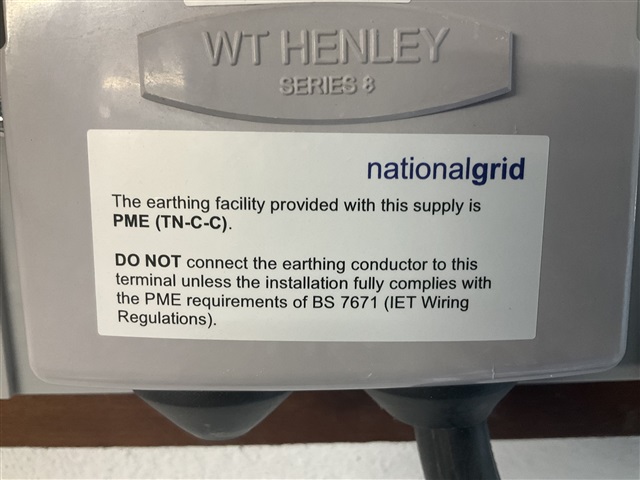 WT HENLEY
SERIES 8
nationalgrid
The earthing facility provided with this supply is
PME (TN-C-C).
DO NOT connect the earthing conductor to this
terminal unless the installation fully complies with
the PME requirements of BS 7671 (IET Wiring
Regulations).